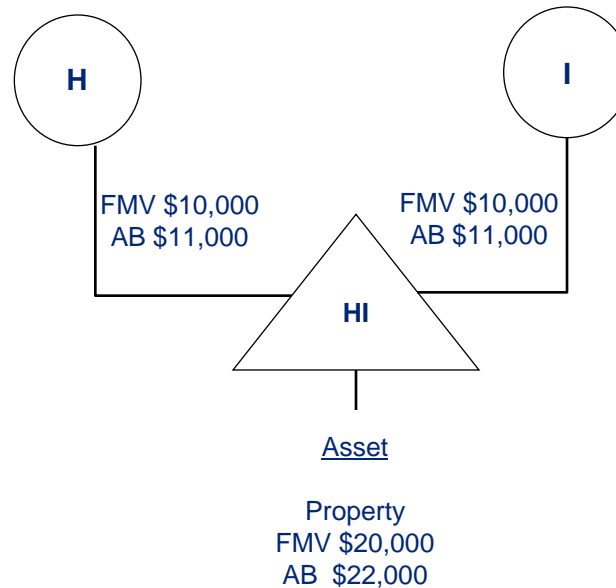 H
I
FMV $10,000
AB $11,000
FMV $10,000
AB $11,000
HI
Asset
Property
FMV $20,000
AB $22,000